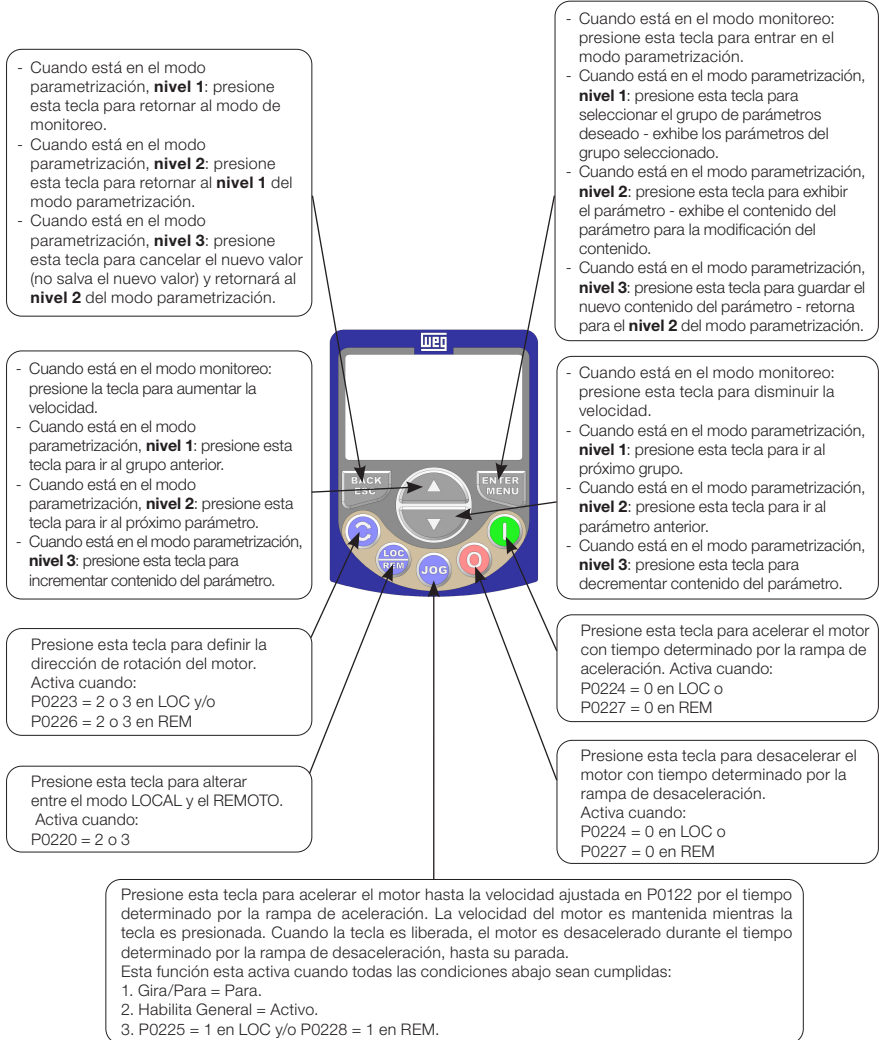 - Cuando está en el modo
parametrización, nivel 1: presione
esta tecla para retornar al modo de
monitoreo.
- Cuando está en el modo
parametrización, nivel 2: presione
esta tecla para retornar al nivel 1 del
modo parametrización.
- Cuando está en el modo
parametrización, nivel 3: presione
esta tecla para cancelar el nuevo valor
(no salva el nuevo valor) y retornará al
nivel 2 del modo parametrización.
- Cuando está en el modo monitoreo:
presione esta tecla para entrar en el
modo parametrización.
- Cuando está en el modo parametrización,
nivel 1: presione esta tecla para
seleccionar el grupo de parámetros
deseado - exhibe los parámetros del
grupo seleccionado.
- Cuando está en el modo parametrización,
nivel 2: presione esta tecla para exhibir
el parámetro - exhibe el contenido del
parámetro para la modificación del
contenido.
- Cuando está en el modo parametrización,
nivel 3: presione esta tecla para guardar el
nuevo contenido del parámetro - retorna
para el nivel 2 del modo parametrización.
- Cuando está en el modo monitoreo:
presione la tecla para aumentar la
velocidad.
- Cuando está en el modo
parametrización, nivel 1: presione esta
tecla para ir al grupo anterior.
- Cuando está en el modo
parametrización, nivel 2: presione esta
tecla para ir al próximo parámetro.
- Cuando está en el modo parametrización,
nivel 3: presione esta tecla para
incrementar contenido del parámetro.
weg
BACK
ESC
ENTER
MENU
LOC
REM
JOG
- Cuando está en el modo monitoreo:
presione esta tecla para disminuir la
velocidad.
- Cuando está en el modo parametrización,
nivel 1: presione esta tecla para ir al
próximo grupo.
- Cuando está en el modo parametrización,
nivel 2: presione esta tecla para ir al
parámetro anterior.
- Cuando está en el modo parametrización,
nivel 3: presione esta tecla para
decrementar contenido del parámetro.
Presione esta tecla para definir la
dirección de rotación del motor.
Activa cuando:
P0223 = 2 o 3 en LOC y/o
P0226 = 2 o 3 en REM
Presione esta tecla para acelerar el motor
con tiempo determinado por la rampa de
aceleración. Activa cuando:
P0224 = 0 en LOC o
P0227 = 0 en REM
Presione esta tecla para alterar
entre el modo LOCAL y el REMOTO.
Activa cuando:
P0220 = 2 o 3
Presione esta tecla para desacelerar el
motor con tiempo determinado por la
rampa de desaceleración.
Activa cuando:
P0224 = 0 en LOC o
P0227 = 0 en REM
Presione esta tecla para acelerar el motor hasta la velocidad ajustada en P0122 por el tiempo
determinado por la rampa de aceleración. La velocidad del motor es mantenida mientras la
tecla es presionada. Cuando la tecla es liberada, el motor es desacelerado durante el tiempo
determinado por la rampa de desaceleración, hasta su parada.
Esta función esta activa cuando todas las condiciones abajo sean cumplidas:
1. Gira/Para = Para.
2. Habilita General = Activo.
3. P0225 = 1 en LOC y/o P0228 = 1 en REM.